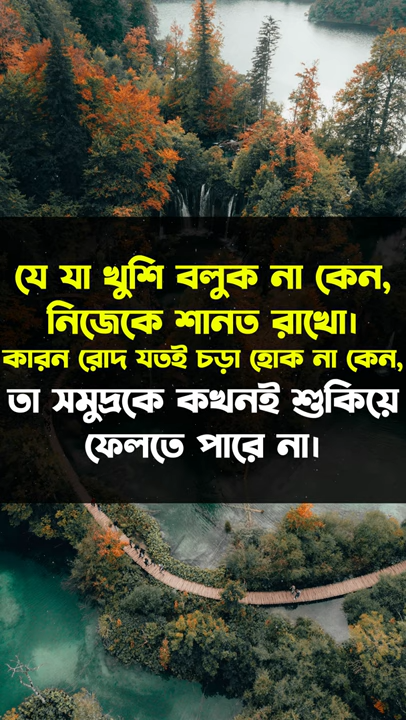 যে যা খুশি বলুক না কেন,
নিজেকে শানত রাখো।
কারন রোদ যতই চড়া হোক না কেন,
তা সমুদ্রকে কখনই শুকিয়ে
ফেলতে পারে না।